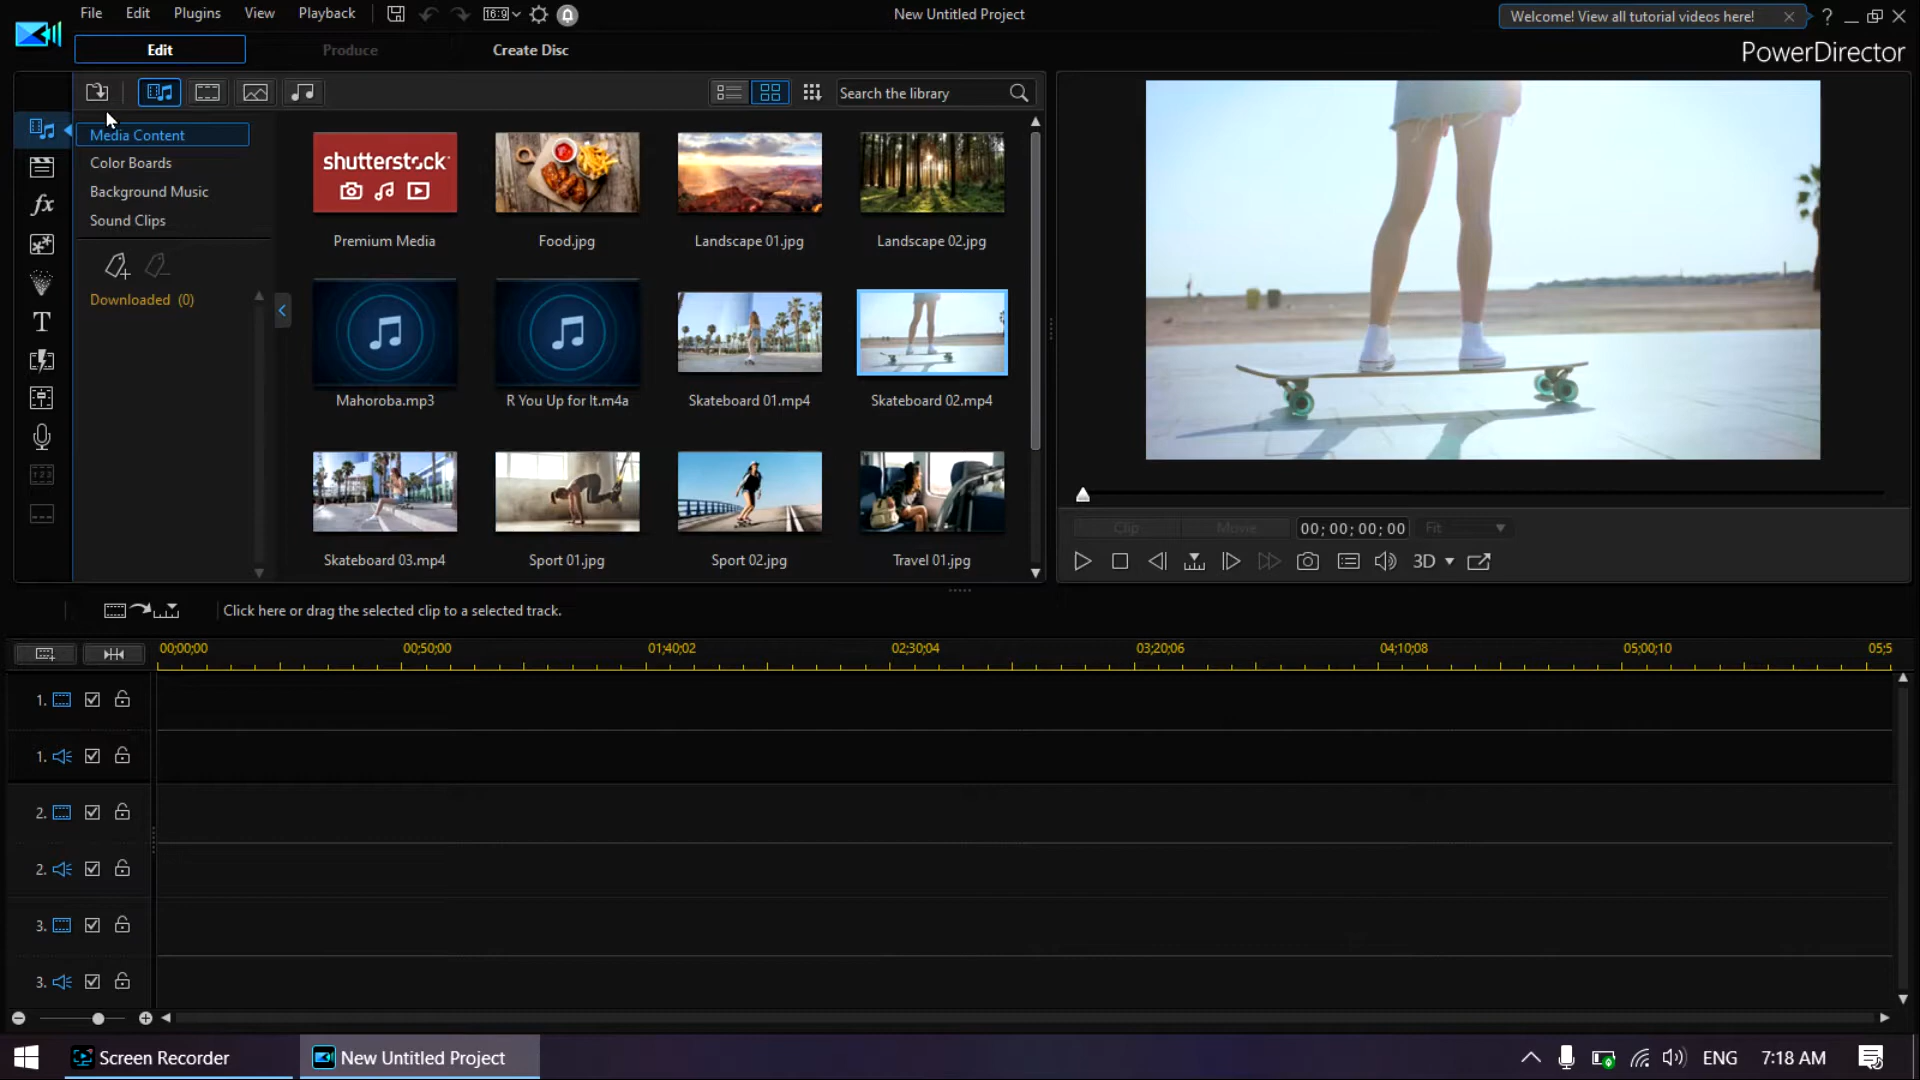 File Edit Plugins View Playback 16:9 New Untitled Project Welcome! View all tutorial videos here! ?
Edit Produce Create Disc PowerDirector
Search the library
Media Content
Color Boards
Background Music
Sound Clips
Downloaded (0)
shutterstock
Premium Media Food.jpg Landscape 01.jpg Landscape 02.jpg
Mahoroba.mp3 R You Up for It.m4a Skateboard 01.mp4 Skateboard 02.mp4
Skateboard 03.mp4 Sport 01.jpg Sport 02.jpg Travel 01.jpg
fx
T
Clip Movie 00;00;00;00 Fit
3D
Click here or drag the selected clip to a selected track.
00;00;00 00;50;00 01;40;02 02;30;04 03;20;06 04;10;08 05;00;10 05;5
1.
1.
2.
2.
3.
3.
Screen Recorder New Untitled Project ENG 7:18 AM